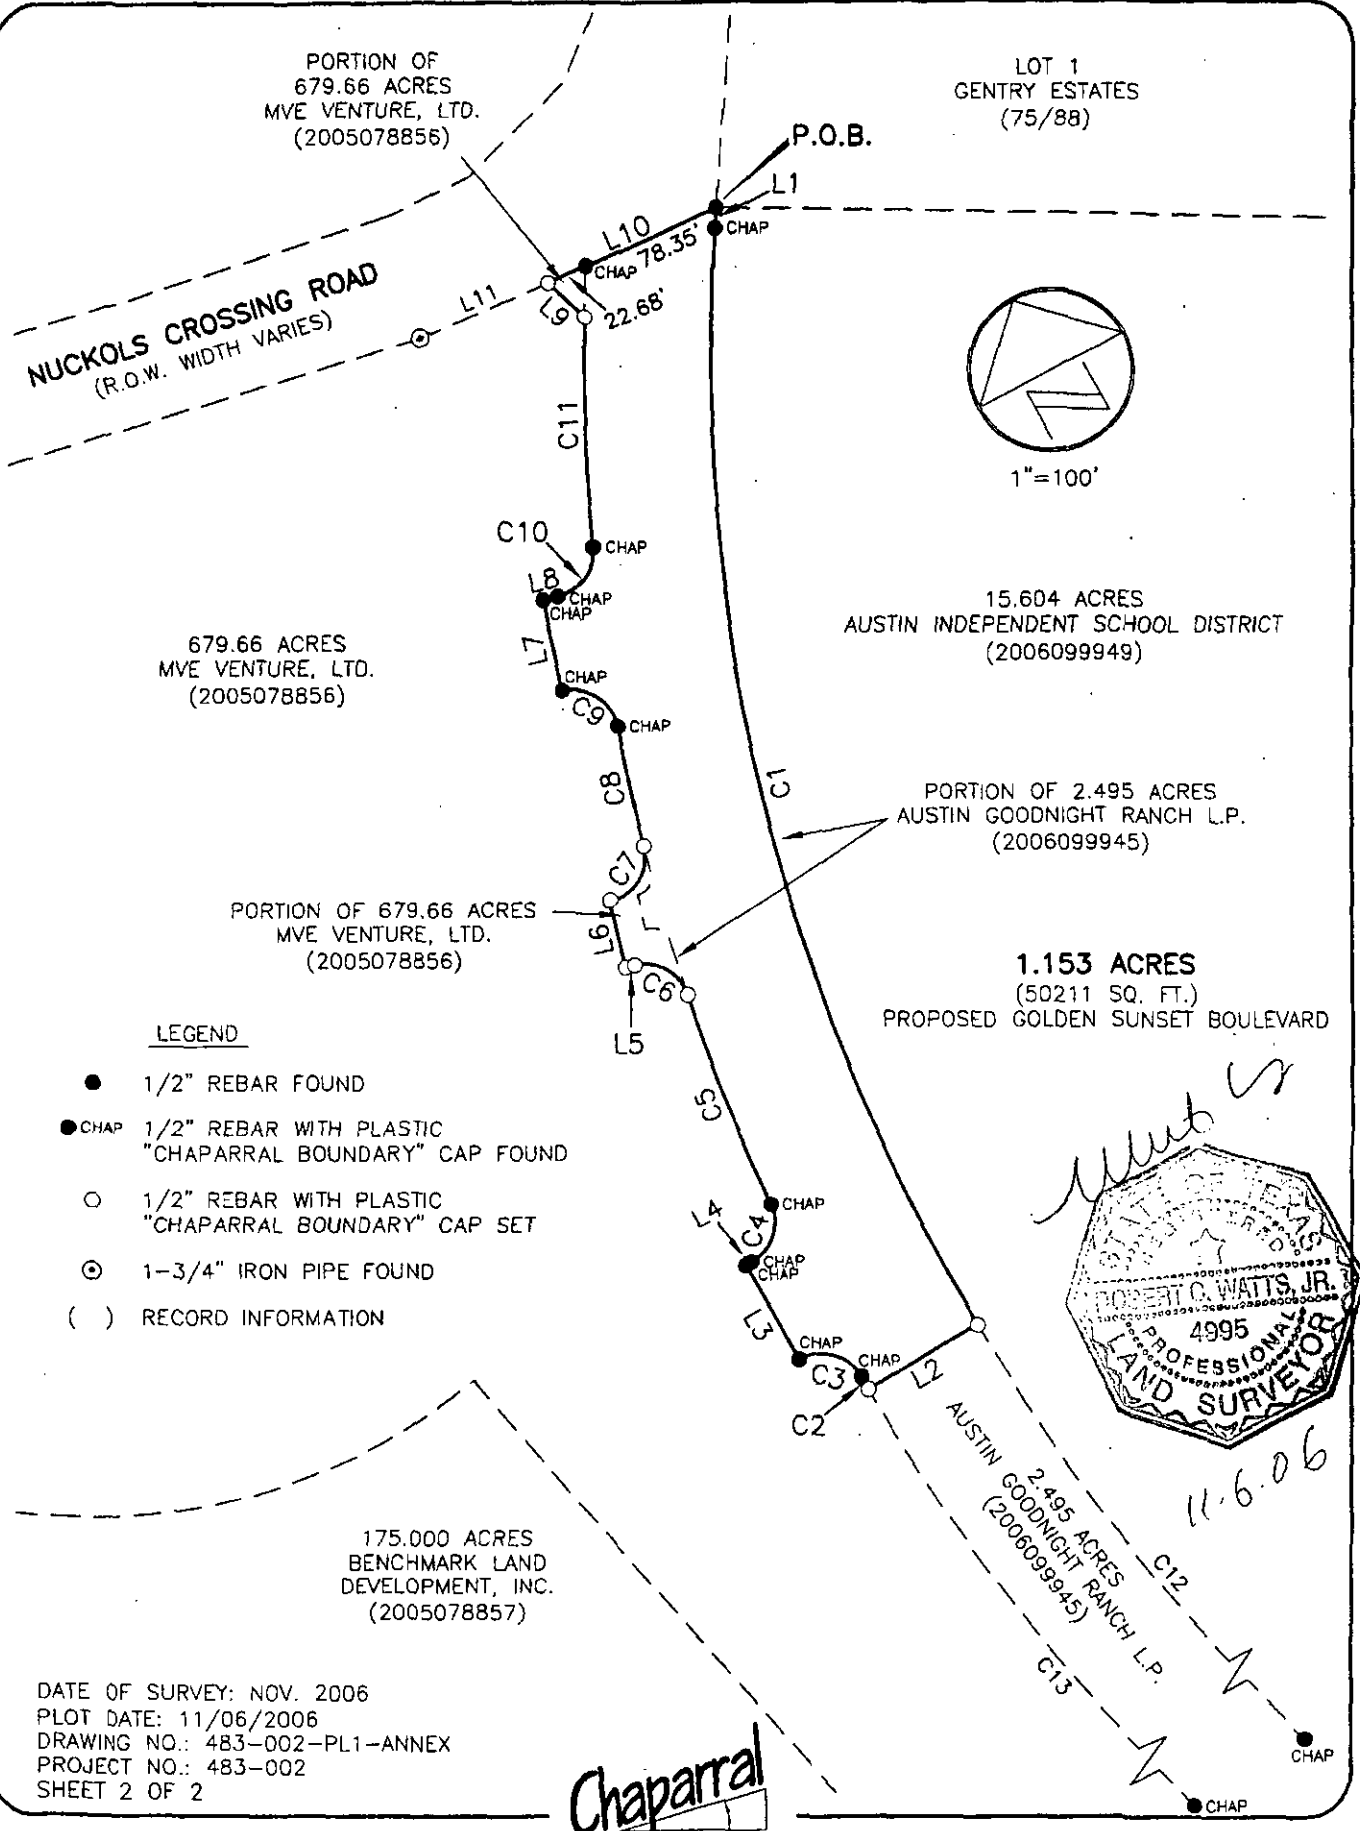 PORTION OF
679.66 ACRES
MVE VENTURE, LTD.
(2005078856)
LOT 1
GENTRY ESTATES
(75/88)
P.O.B.
L1
CHAP
L10
78.35'
CHAP
22.68'
L9
L11
NUCKOLS CROSSING ROAD
(R.O.W. WIDTH VARIES)
C11
1"=100'
C10
CHAP
L8
CHAP
CHAP
15.604 ACRES
AUSTIN INDEPENDENT SCHOOL DISTRICT
(2006099949)
679.66 ACRES
MVE VENTURE, LTD.
(2005078856)
L7
CHAP
C9
CHAP
C8
C1
PORTION OF 2.495 ACRES
AUSTIN GOODNIGHT RANCH L.P.
(2006099945)
C7
PORTION OF 679.66 ACRES
MVE VENTURE, LTD.
(2005078856)
L6
C6
L5
1.153 ACRES
(50211 SQ. FT.)
PROPOSED GOLDEN SUNSET BOULEVARD
LEGEND
1/2" REBAR FOUND
CHAP 1/2" REBAR WITH PLASTIC
"CHAPARRAL BOUNDARY" CAP FOUND
1/2" REBAR WITH PLASTIC
"CHAPARRAL BOUNDARY" CAP SET
1-3/4" IRON PIPE FOUND
( ) RECORD INFORMATION
C5
CHAP
L4
C4
CHAP
CHAP
L3
CHAP
C3
CHAP
C2
L2
STATE OF TEXAS
REGISTERED
ROBERT C. WATTS, JR.
4995
PROFESSIONAL
LAND SURVEYOR
11.6.06
2.495 ACRES
AUSTIN GOODNIGHT RANCH L.P.
(2006099945)
C12
C13
CHAP
CHAP
175.000 ACRES
BENCHMARK LAND
DEVELOPMENT, INC.
(2005078857)
DATE OF SURVEY: NOV. 2006
PLOT DATE: 11/06/2006
DRAWING NO.: 483-002-PL1-ANNEX
PROJECT NO.: 483-002
SHEET 2 OF 2
Chaparral